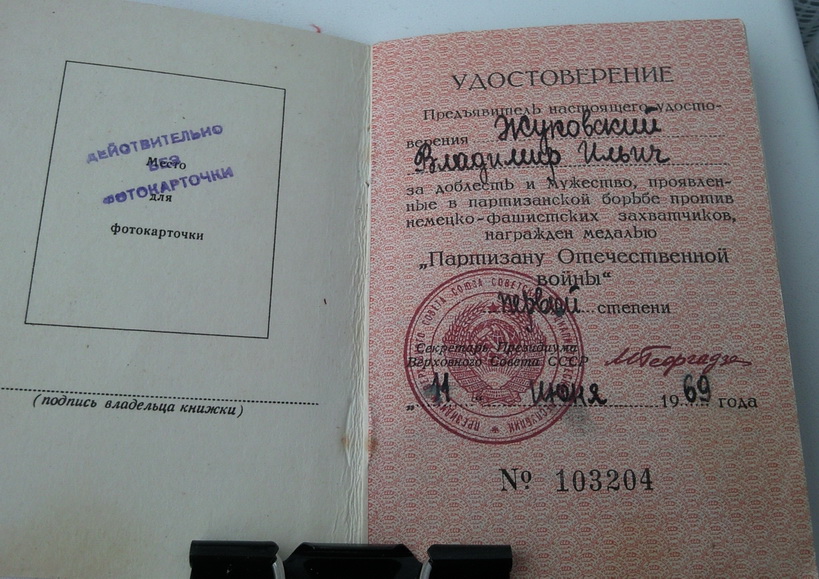 ДЕЙСТВИТЕЛЬНО
БЕЗ
ФОТОКАРТОЧКИ
Место
для
фотокарточки
(подпись владельца книжки)
УДОСТОВЕРЕНИЕ
Предъявитель настоящего удосто-
верения Жуковский
Владимир Ильич
за доблесть и мужество, проявлен-
ные в партизанской борьбе против
немецко-фашистских захватчиков,
награжден медалью
„Партизану Отечественной
войны“
первой степени
Секретарь Президиума
Верховного Совета СССР МГеоргадзе
„11“ июня 1969 года
№ 103204